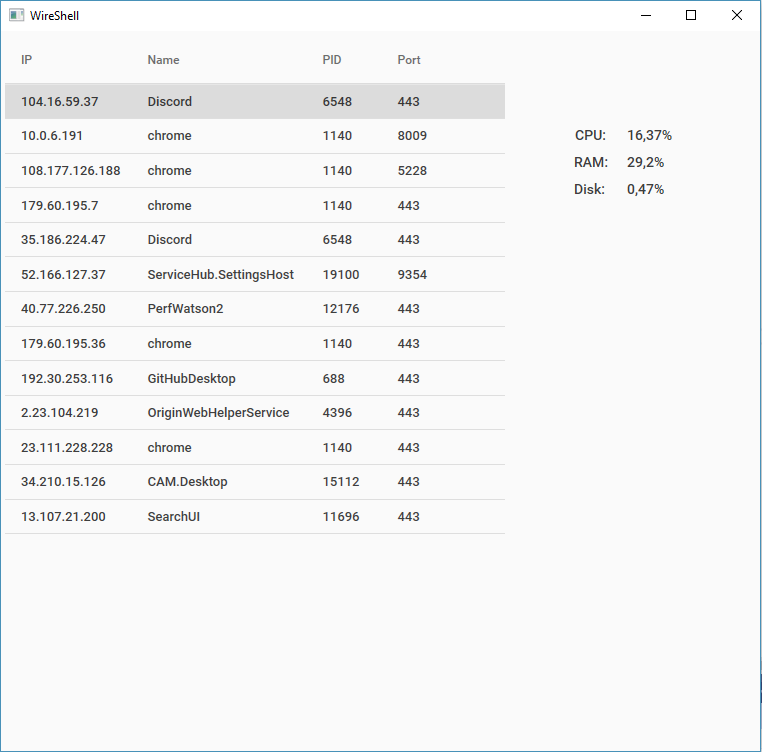 WireShell
IP Name PID Port
104.16.59.37 Discord 6548 443
10.0.6.191 chrome 1140 8009
108.177.126.188 chrome 1140 5228
179.60.195.7 chrome 1140 443
35.186.224.47 Discord 6548 443
52.166.127.37 ServiceHub.SettingsHost 19100 9354
40.77.226.250 PerfWatson2 12176 443
179.60.195.36 chrome 1140 443
192.30.253.116 GitHubDesktop 688 443
2.23.104.219 OriginWebHelperService 4396 443
23.111.228.228 chrome 1140 443
34.210.15.126 CAM.Desktop 15112 443
13.107.21.200 SearchUI 11696 443
CPU: 16,37%
RAM: 29,2%
Disk: 0,47%